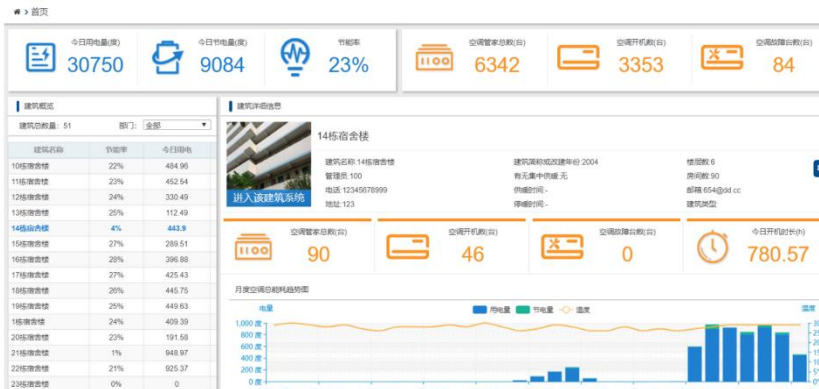 首页
今日用电量(度)
30750
今日节电量(度)
9084
节能率
23%
空调管家总数(台)
6342
空调开机数(台)
3353
空调故障台数(台)
84
建筑概览
建筑总数量: 51 部门: 全部
建筑名称 节能率 今日用电
10栋宿舍楼 22% 484.96
11栋宿舍楼 23% 452.54
12栋宿舍楼 24% 330.49
13栋宿舍楼 25% 112.49
14栋宿舍楼 4% 443.9
15栋宿舍楼 27% 289.51
16栋宿舍楼 28% 396.88
17栋宿舍楼 27% 425.43
18栋宿舍楼 26% 445.75
19栋宿舍楼 25% 449.63
1栋宿舍楼 24% 409.39
20栋宿舍楼 23% 191.58
21栋宿舍楼 1% 948.97
22栋宿舍楼 21% 925.37
23栋宿舍楼 0% 0
建筑详细信息
进入该建筑系统
14栋宿舍楼
建筑名称:14栋宿舍楼 建筑简称或改建年份:2004 楼层数:6
管理员:100 有无集中供暖:无 房间数:90
电话:12345678999 供暖时间:- 邮箱:654@dd.cc
地址:123 停暖时间:- 建筑类型:
空调管家总数(台)
90
空调开机数(台)
46
空调故障台数(台)
0
今日开机时长(h)
780.57
月度空调总能耗趋势图
电量 用电量 节电量 温度 温度
1,000 度
800 度
600 度
400 度
200 度
0 度